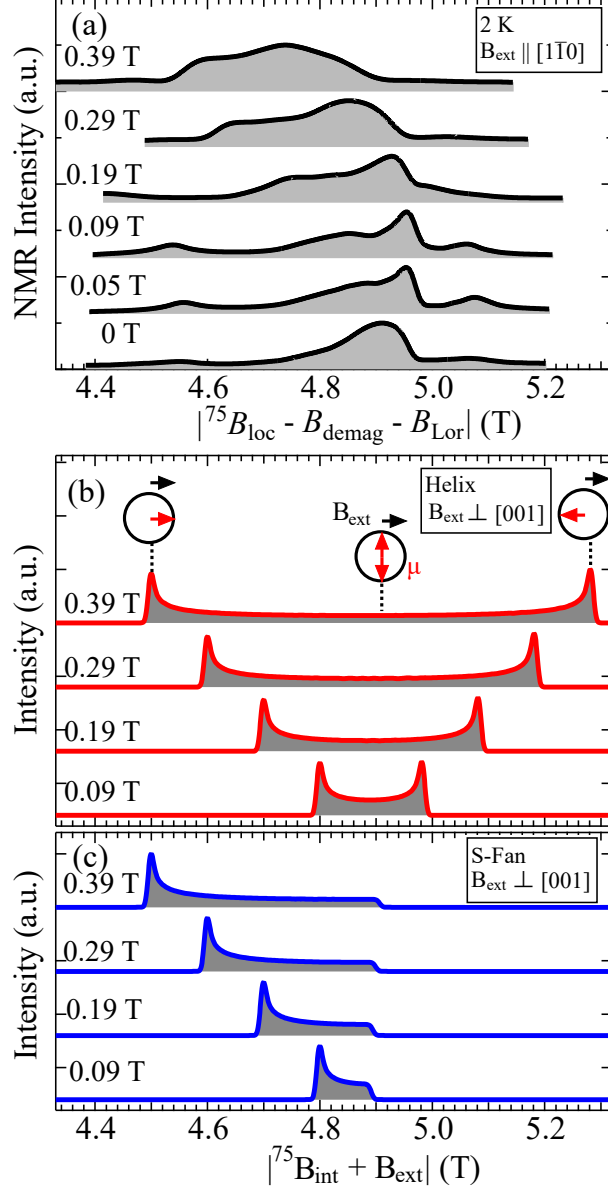 (a)
2 K
B_ext || [11̄0]
NMR Intensity (a.u.)
0.39 T
0.29 T
0.19 T
0.09 T
0.05 T
0 T
4.4 4.6 4.8 5.0 5.2
|⁷⁵B_loc - B_demag - B_Lor| (T)
(b)
Helix
B_ext ⊥ [001]
B_ext
μ
Intensity (a.u.)
0.39 T
0.29 T
0.19 T
0.09 T
(c)
S-Fan
B_ext ⊥ [001]
Intensity (a.u.)
0.39 T
0.29 T
0.19 T
0.09 T
4.4 4.6 4.8 5.0 5.2
|⁷⁵B_int + B_ext| (T)